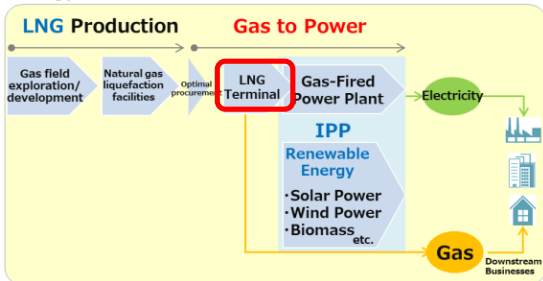 LNG Production
Gas to Power
Gas field
exploration/
development
Natural gas
liquefaction
facilities
Optimal
procurement
LNG
Terminal
Gas-Fired
Power Plant
Electricity
IPP
Renewable
Energy
・Solar Power
・Wind Power
・Biomass
etc.
Gas
Downstream
Businesses